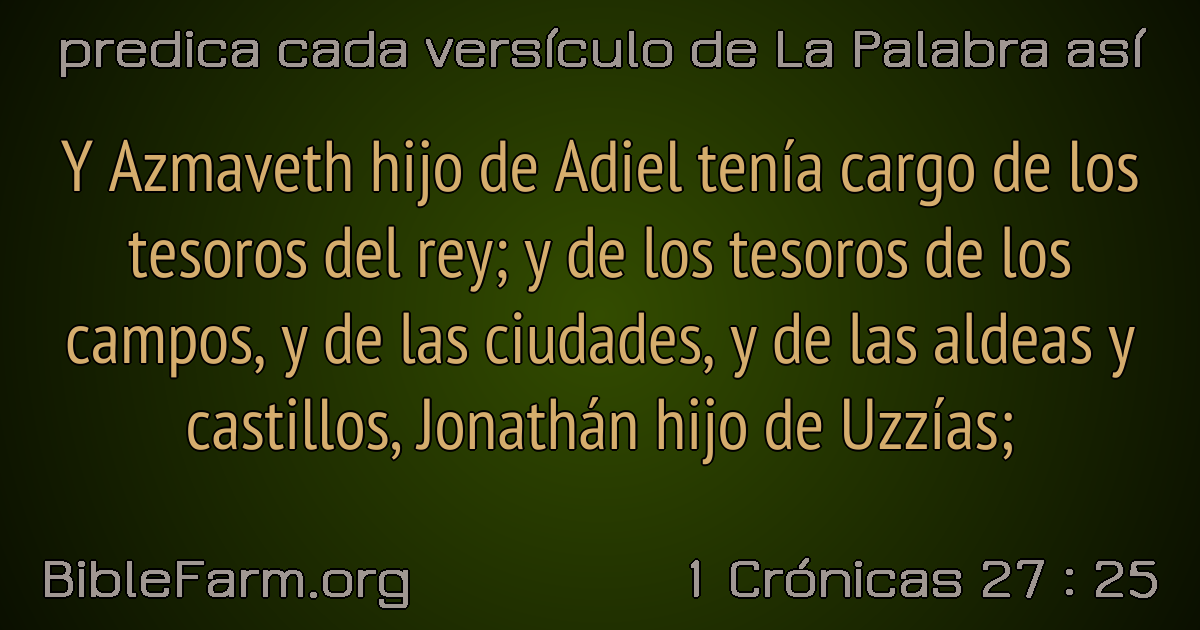 predica cada versículo de La Palabra así
Y Azmaveth hijo de Adiel tenía cargo de los
tesoros del rey; y de los tesoros de los
campos, y de las ciudades, y de las aldeas y
castillos, Jonathán hijo de Uzzías;
BibleFarm.org
1 Crónicas 27 : 25